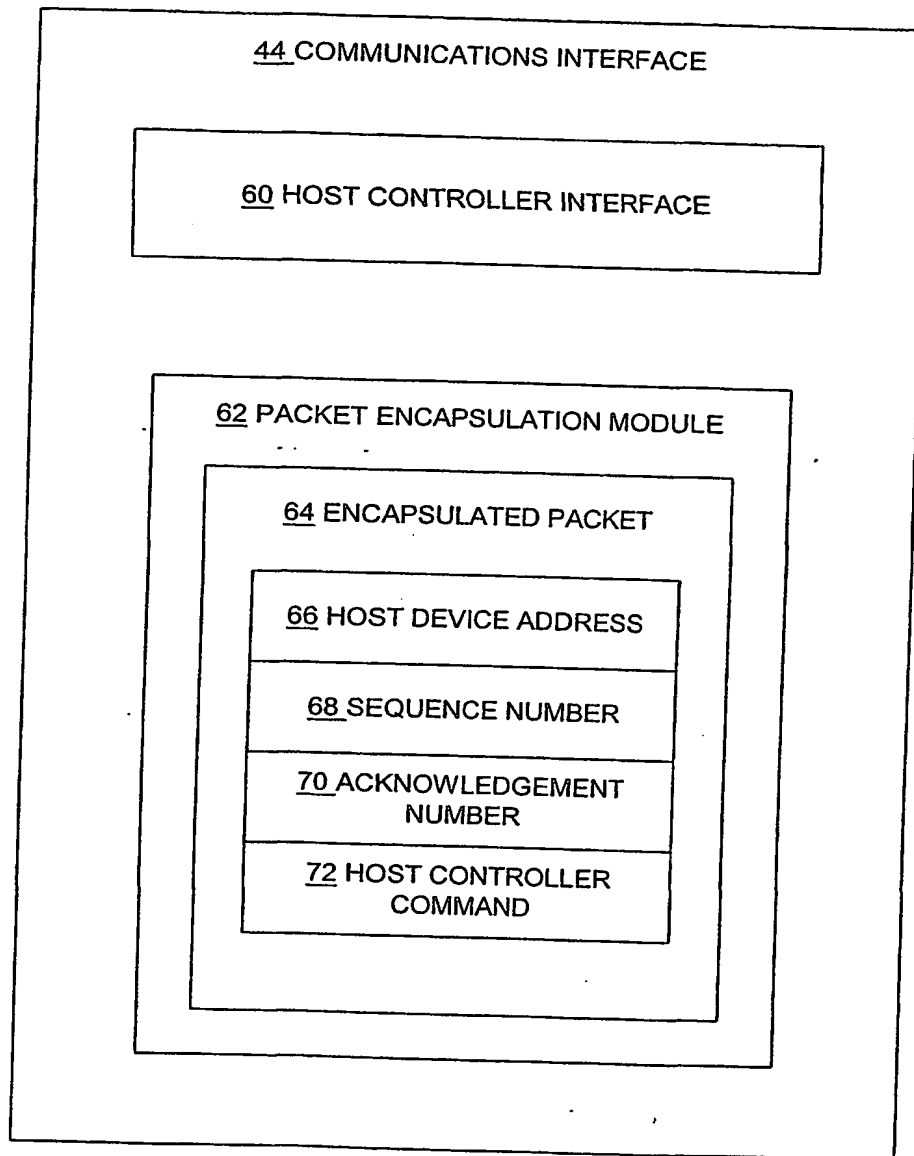 44 COMMUNICATIONS INTERFACE
60 HOST CONTROLLER INTERFACE
62 PACKET ENCAPSULATION MODULE
64 ENCAPSULATED PACKET
66 HOST DEVICE ADDRESS
68 SEQUENCE NUMBER
70 ACKNOWLEDGEMENT
NUMBER
72 HOST CONTROLLER
COMMAND